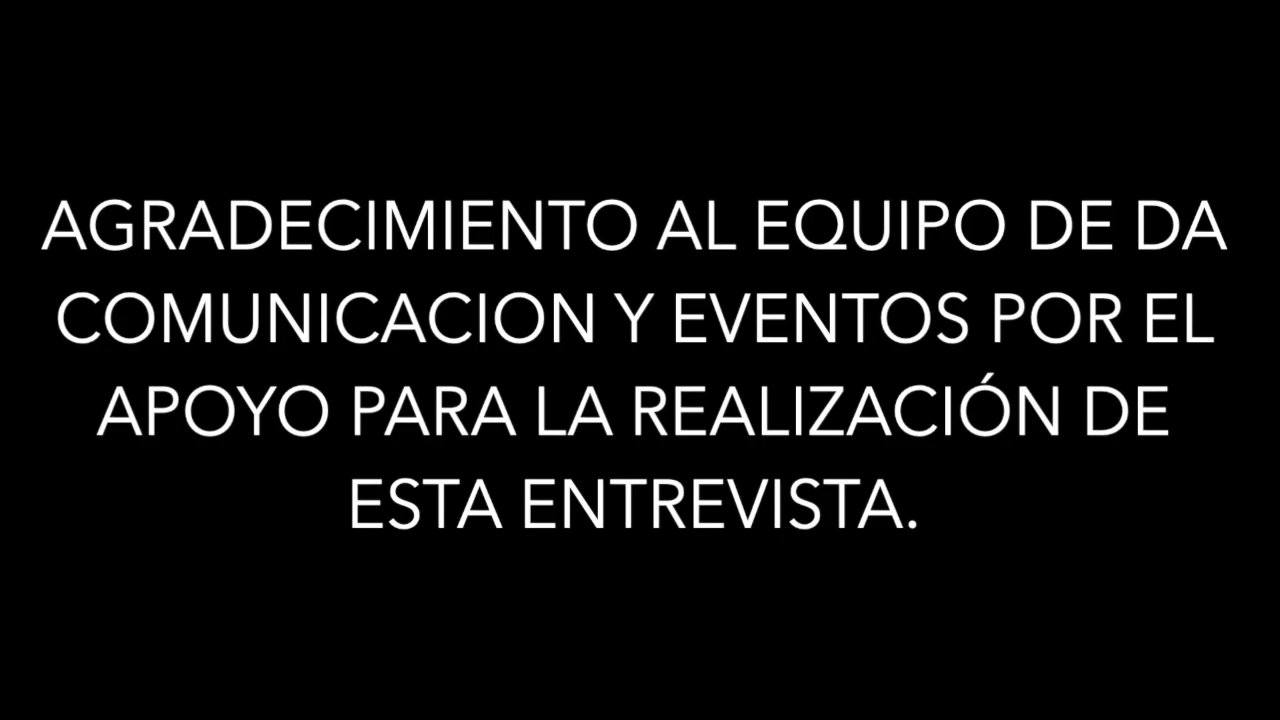 AGRADECIMIENTO AL EQUIPO DE DA
COMUNICACION Y EVENTOS POR EL
APOYO PARA LA REALIZACIÓN DE
ESTA ENTREVISTA.